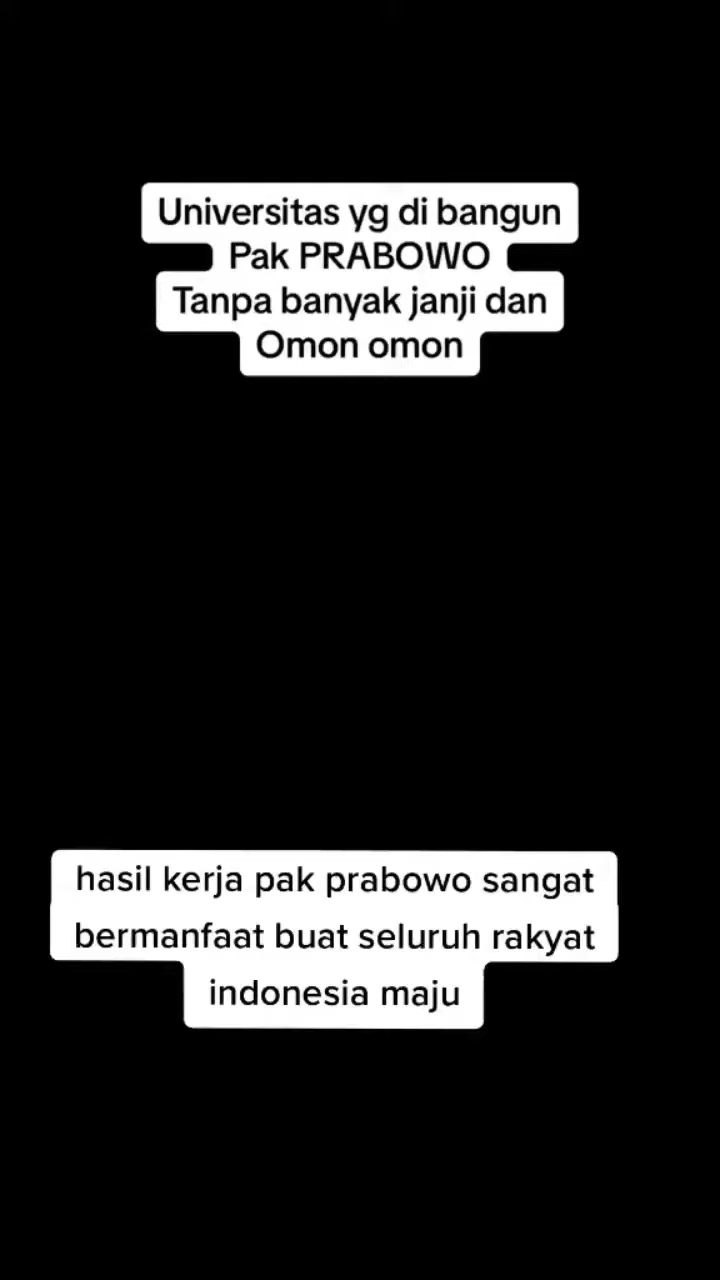 Universitas yg di bangun
Pak PRABOWO
Tanpa banyak janji dan
Omon omon
hasil kerja pak prabowo sangat
bermanfaat buat seluruh rakyat
indonesia maju